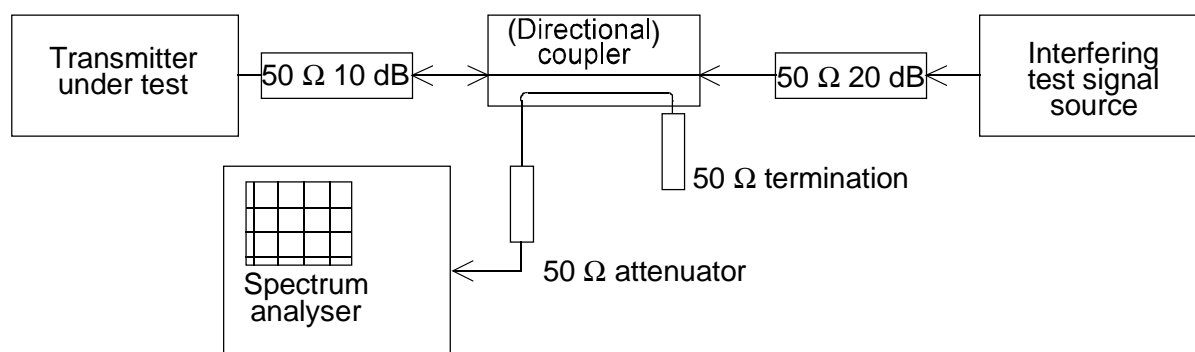 Transmitter
under test
50 Ω 10 dB
(Directional)
coupler
50 Ω 20 dB
Interfering
test signal
source
50 Ω termination
50 Ω attenuator
Spectrum
analyser